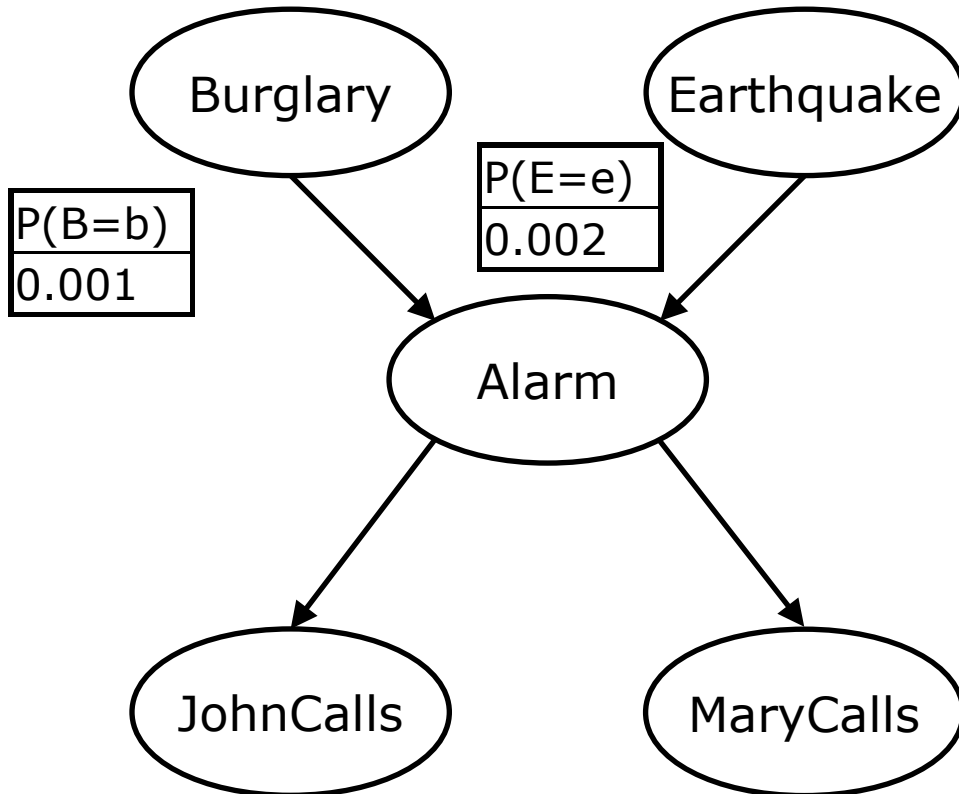 Burglary
Earthquake
P(E=e)
0.002
P(B=b)
0.001
Alarm
JohnCalls
MaryCalls